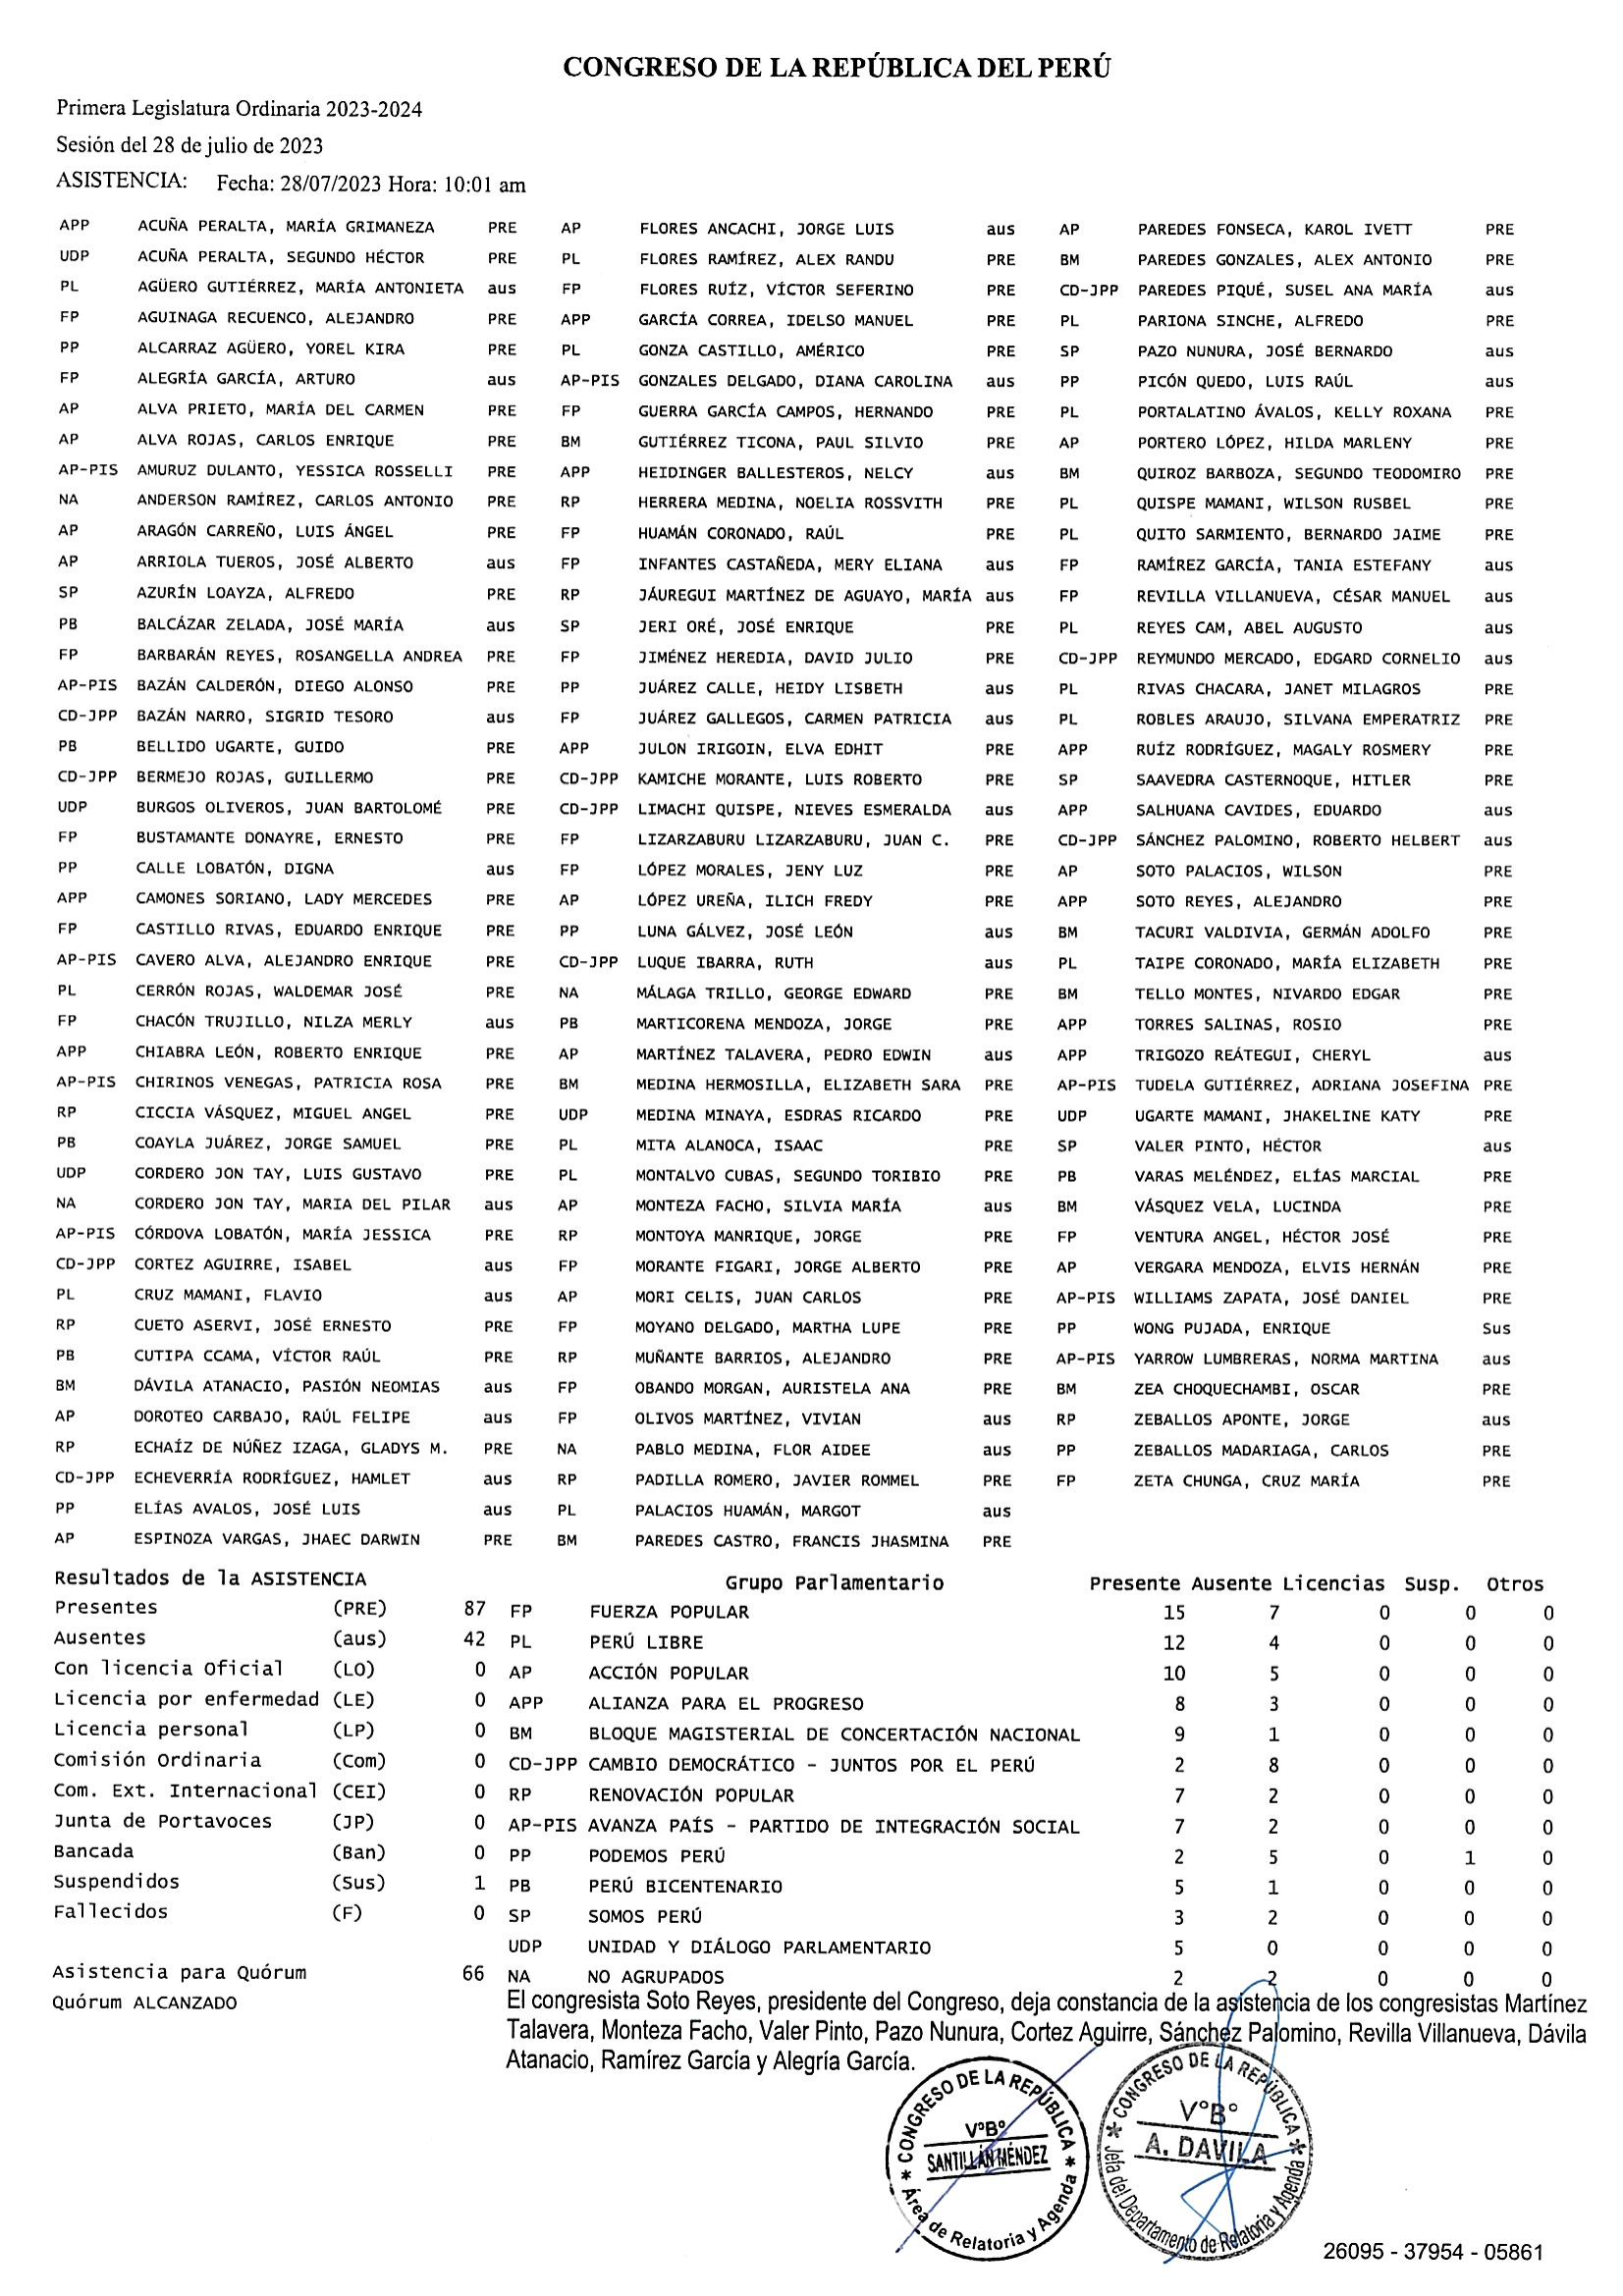 CONGRESO DE LA REPÚBLICA DEL PERÚ
Primera Legislatura Ordinaria 2023-2024
Sesión del 28 de julio de 2023
ASISTENCIA: Fecha: 28/07/2023 Hora: 10:01 am
APP ACUÑA PERALTA, MARÍA GRIMANEZA PRE AP FLORES ANCACHI, JORGE LUIS aus AP PAREDES FONSECA, KAROL IVETT PRE
UDP ACUÑA PERALTA, SEGUNDO HÉCTOR PRE PL FLORES RAMÍREZ, ALEX RANDU PRE BM PAREDES GONZALES, ALEX ANTONIO PRE
PL AGÜERO GUTIÉRREZ, MARÍA ANTONIETA aus FP FLORES RUÍZ, VÍCTOR SEFERINO PRE CD-JPP PAREDES PIQUÉ, SUSEL ANA MARÍA aus
FP AGUINAGA RECUENCO, ALEJANDRO PRE APP GARCÍA CORREA, IDELSO MANUEL PRE PL PARIONA SINCHE, ALFREDO PRE
PP ALCARRAZ AGÜERO, YOREL KIRA PRE PL GONZA CASTILLO, AMÉRICO PRE SP PAZO NUNURA, JOSÉ BERNARDO aus
FP ALEGRÍA GARCÍA, ARTURO aus AP-PIS GONZALES DELGADO, DIANA CAROLINA aus PP PICÓN QUEDO, LUIS RAÚL aus
AP ALVA PRIETO, MARÍA DEL CARMEN PRE FP GUERRA GARCÍA CAMPOS, HERNANDO PRE PL PORTALATINO ÁVALOS, KELLY ROXANA PRE
AP ALVA ROJAS, CARLOS ENRIQUE PRE BM GUTIÉRREZ TICONA, PAUL SILVIO PRE AP PORTERO LÓPEZ, HILDA MARLENY PRE
AP-PIS AMURUZ DULANTO, YESSICA ROSSELLI PRE APP HEIDINGER BALLESTEROS, NELCY aus BM QUIROZ BARBOZA, SEGUNDO TEODOMIRO PRE
NA ANDERSON RAMÍREZ, CARLOS ANTONIO PRE RP HERRERA MEDINA, NOELIA ROSSVITH PRE PL QUISPE MAMANI, WILSON RUSBEL PRE
AP ARAGÓN CARREÑO, LUIS ÁNGEL PRE FP HUAMÁN CORONADO, RAÚL PRE PL QUITO SARMIENTO, BERNARDO JAIME PRE
AP ARRIOLA TUEROS, JOSÉ ALBERTO aus FP INFANTES CASTAÑEDA, MERY ELIANA aus FP RAMÍREZ GARCÍA, TANIA ESTEFANY aus
SP AZURÍN LOAYZA, ALFREDO PRE RP JÁUREGUI MARTÍNEZ DE AGUAYO, MARÍA aus FP REVILLA VILLANUEVA, CÉSAR MANUEL aus
PB BALCÁZAR ZELADA, JOSÉ MARÍA aus SP JERI ORÉ, JOSÉ ENRIQUE PRE PL REYES CAM, ABEL AUGUSTO aus
FP BARBARÁN REYES, ROSANGELLA ANDREA PRE FP JIMÉNEZ HEREDIA, DAVID JULIO PRE CD-JPP REYMUNDO MERCADO, EDGARD CORNELIO aus
AP-PIS BAZÁN CALDERÓN, DIEGO ALONSO PRE PP JUÁREZ CALLE, HEIDY LISBETH aus PL RIVAS CHACARA, JANET MILAGROS PRE
CD-JPP BAZÁN NARRO, SIGRID TESORO aus FP JUÁREZ GALLEGOS, CARMEN PATRICIA aus PL ROBLES ARAUJO, SILVANA EMPERATRIZ PRE
PB BELLIDO UGARTE, GUIDO PRE APP JULON IRIGOIN, ELVA EDHIT PRE APP RUÍZ RODRÍGUEZ, MAGALY ROSMERY PRE
CD-JPP BERMEJO ROJAS, GUILLERMO PRE CD-JPP KAMICHE MORANTE, LUIS ROBERTO PRE SP SAAVEDRA CASTERNOQUE, HITLER PRE
UDP BURGOS OLIVEROS, JUAN BARTOLOMÉ PRE CD-JPP LIMACHI QUISPE, NIEVES ESMERALDA aus APP SALHUANA CAVIDES, EDUARDO aus
FP BUSTAMANTE DONAYRE, ERNESTO PRE FP LIZARZABURU LIZARZABURU, JUAN C. PRE CD-JPP SÁNCHEZ PALOMINO, ROBERTO HELBERT aus
PP CALLE LOBATÓN, DIGNA aus FP LÓPEZ MORALES, JENY LUZ PRE AP SOTO PALACIOS, WILSON PRE
APP CAMONES SORIANO, LADY MERCEDES PRE AP LÓPEZ UREÑA, ILICH FREDY PRE APP SOTO REYES, ALEJANDRO PRE
FP CASTILLO RIVAS, EDUARDO ENRIQUE PRE PP LUNA GÁLVEZ, JOSÉ LEÓN aus BM TACURI VALDIVIA, GERMÁN ADOLFO PRE
AP-PIS CAVERO ALVA, ALEJANDRO ENRIQUE PRE CD-JPP LUQUE IBARRA, RUTH aus PL TAIPE CORONADO, MARÍA ELIZABETH PRE
PL CERRÓN ROJAS, WALDEMAR JOSÉ PRE NA MÁLAGA TRILLO, GEORGE EDWARD PRE BM TELLO MONTES, NIVARDO EDGAR PRE
FP CHACÓN TRUJILLO, NILZA MERLY aus PB MARTICORENA MENDOZA, JORGE PRE APP TORRES SALINAS, ROSIO PRE
APP CHIABRA LEÓN, ROBERTO ENRIQUE PRE AP MARTÍNEZ TALAVERA, PEDRO EDWIN aus APP TRIGOZO REÁTEGUI, CHERYL aus
AP-PIS CHIRINOS VENEGAS, PATRICIA ROSA PRE BM MEDINA HERMOSILLA, ELIZABETH SARA PRE AP-PIS TUDELA GUTIÉRREZ, ADRIANA JOSEFINA PRE
RP CICCIA VÁSQUEZ, MIGUEL ANGEL PRE UDP MEDINA MINAYA, ESDRAS RICARDO PRE UDP UGARTE MAMANI, JHAKELINE KATY PRE
PB COAYLA JUÁREZ, JORGE SAMUEL PRE PL MITA ALANOCA, ISAAC PRE SP VALER PINTO, HÉCTOR aus
UDP CORDERO JON TAY, LUIS GUSTAVO PRE PL MONTALVO CUBAS, SEGUNDO TORIBIO PRE PB VARAS MELÉNDEZ, ELÍAS MARCIAL PRE
NA CORDERO JON TAY, MARIA DEL PILAR aus AP MONTEZA FACHO, SILVIA MARÍA aus BM VÁSQUEZ VELA, LUCINDA PRE
AP-PIS CÓRDOVA LOBATÓN, MARÍA JESSICA PRE RP MONTOYA MANRIQUE, JORGE PRE FP VENTURA ANGEL, HÉCTOR JOSÉ PRE
CD-JPP CORTEZ AGUIRRE, ISABEL aus FP MORANTE FIGARI, JORGE ALBERTO PRE AP VERGARA MENDOZA, ELVIS HERNÁN PRE
PL CRUZ MAMANI, FLAVIO aus AP MORI CELIS, JUAN CARLOS PRE AP-PIS WILLIAMS ZAPATA, JOSÉ DANIEL PRE
RP CUETO ASERVI, JOSÉ ERNESTO PRE FP MOYANO DELGADO, MARTHA LUPE PRE PP WONG PUJADA, ENRIQUE Sus
PB CUTIPA CCAMA, VÍCTOR RAÚL PRE RP MUÑANTE BARRIOS, ALEJANDRO PRE AP-PIS YARROW LUMBRERAS, NORMA MARTINA aus
BM DÁVILA ATANACIO, PASIÓN NEOMIAS aus FP OBANDO MORGAN, AURISTELA ANA PRE BM ZEA CHOQUECHAMBI, OSCAR PRE
AP DOROTEO CARBAJO, RAÚL FELIPE aus FP OLIVOS MARTÍNEZ, VIVIAN aus RP ZEBALLOS APONTE, JORGE aus
RP ECHAÍZ DE NÚÑEZ IZAGA, GLADYS M. PRE NA PABLO MEDINA, FLOR AIDEE aus PP ZEBALLOS MADARIAGA, CARLOS PRE
CD-JPP ECHEVERRÍA RODRÍGUEZ, HAMLET aus RP PADILLA ROMERO, JAVIER ROMMEL PRE FP ZETA CHUNGA, CRUZ MARÍA PRE
PP ELÍAS AVALOS, JOSÉ LUIS aus PL PALACIOS HUAMÁN, MARGOT aus
AP ESPINOZA VARGAS, JHAEC DARWIN PRE BM PAREDES CASTRO, FRANCIS JHASMINA PRE
Resultados de la ASISTENCIA Grupo Parlamentario Presente Ausente Licencias Susp. Otros
Presentes (PRE) 87 FP FUERZA POPULAR 15 7 0 0 0
Ausentes (aus) 42 PL PERÚ LIBRE 12 4 0 0 0
Con licencia Oficial (LO) 0 AP ACCIÓN POPULAR 10 5 0 0 0
Licencia por enfermedad (LE) 0 APP ALIANZA PARA EL PROGRESO 8 3 0 0 0
Licencia personal (LP) 0 BM BLOQUE MAGISTERIAL DE CONCERTACIÓN NACIONAL 9 1 0 0 0
Comisión Ordinaria (Com) 0 CD-JPP CAMBIO DEMOCRÁTICO - JUNTOS POR EL PERÚ 2 8 0 0 0
Com. Ext. Internacional (CEI) 0 RP RENOVACIÓN POPULAR 7 2 0 0 0
Junta de Portavoces (JP) 0 AP-PIS AVANZA PAÍS - PARTIDO DE INTEGRACIÓN SOCIAL 7 2 0 0 0
Bancada (Ban) 0 PP PODEMOS PERÚ 2 5 0 1 0
Suspendidos (Sus) 1 PB PERÚ BICENTENARIO 5 1 0 0 0
Fallecidos (F) 0 SP SOMOS PERÚ 3 2 0 0 0
UDP UNIDAD Y DIÁLOGO PARLAMENTARIO 5 0 0 0 0
Asistencia para Quórum 66 NA NO AGRUPADOS 2 2 0 0 0
Quórum ALCANZADO
El congresista Soto Reyes, presidente del Congreso, deja constancia de la asistencia de los congresistas Martínez
Talavera, Monteza Facho, Valer Pinto, Pazo Nunura, Cortez Aguirre, Sánchez Palomino, Revilla Villanueva, Dávila
Atanacio, Ramírez García y Alegría García.
CONGRESO DE LA REPÚBLICA
V°B°
SANTILLÁN MÉNDEZ
Área de Relatoria y Agenda
CONGRESO DE LA REPÚBLICA
V°B°
A. DAVILA
Jefa del Departamento de Relatoría y Agenda
26095 - 37954 - 05861